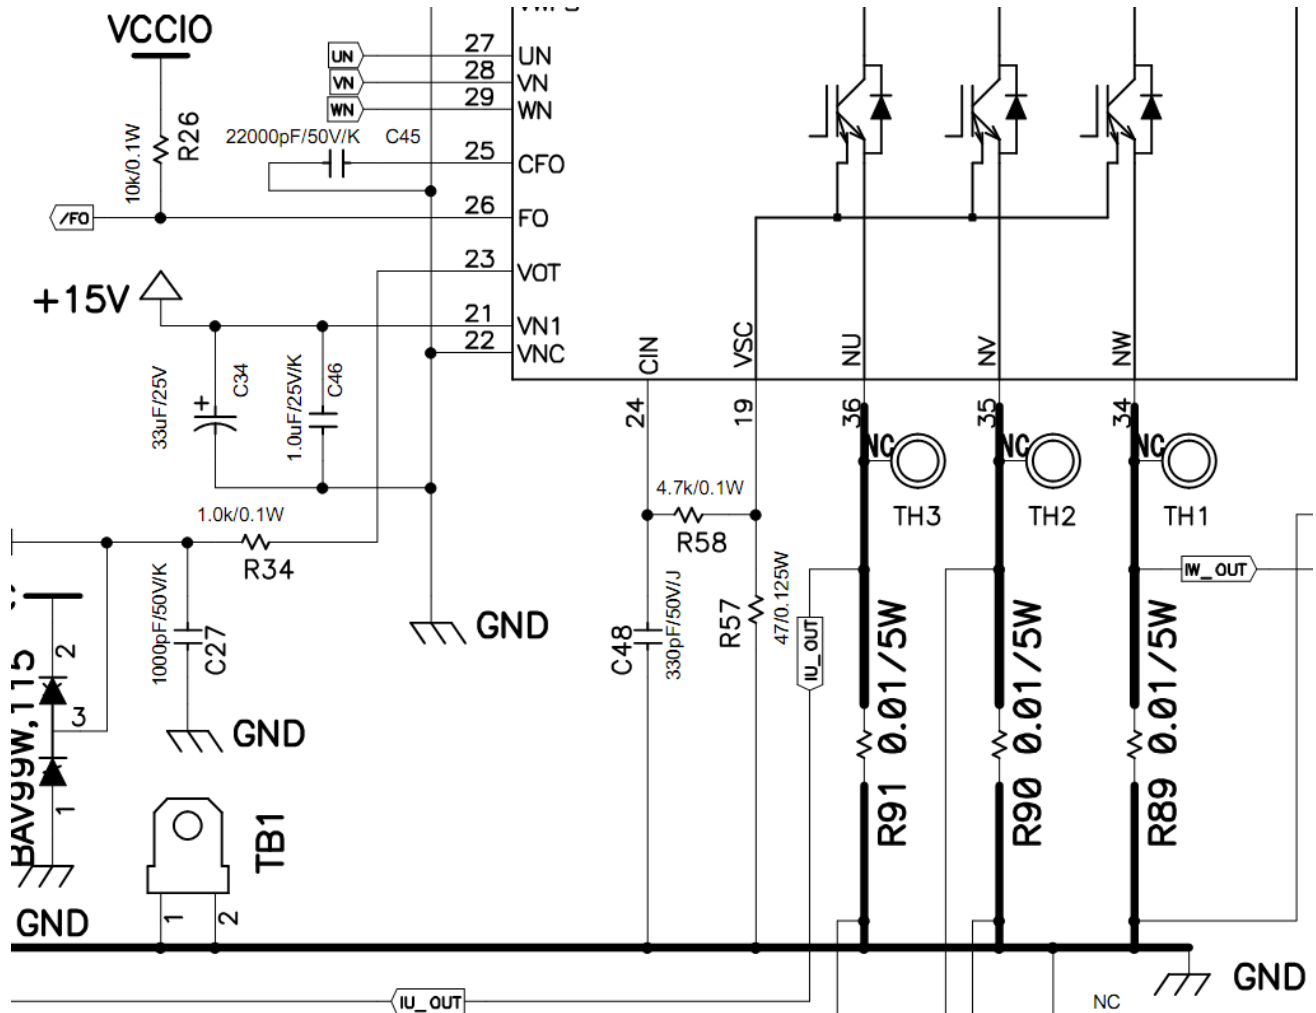 VCCIO
27
UN
UN
28
VN
VN
29
WN
WN
22000pF/50V/K
C45
R26
10k/0.1W
25
CFO
26
FO
/FO
23
VOT
+15V
21
VN1
22
VNC
CIN
VSC
NU
NV
NW
33uF/25V
C34
1.0uF/25V/K
C46
24
19
36
35
34
NC
NC
TH3
TH2
TH1
4.7k/0.1W
R58
1.0k/0.1W
R34
IW_OUT
1000pF/50V/K
C27
GND
C48
330pF/50V/J
R57
47/0.125W
IU_OUT
R91 0.01/5W
R90 0.01/5W
R89 0.01/5W
2
3
1
BAV99W,115
GND
TB1
1
2
GND
GND
IU_OUT
NC